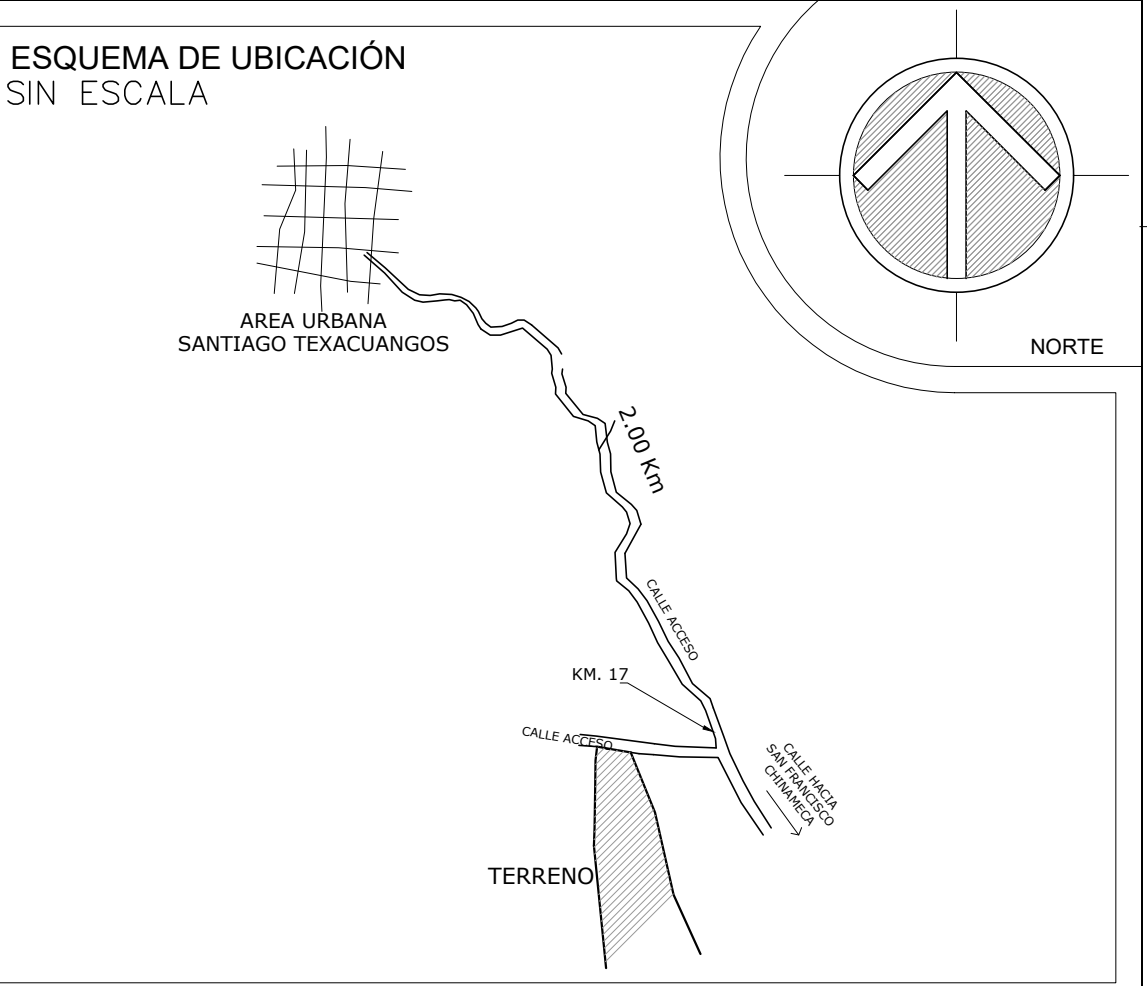 ESQUEMA DE UBICACIÓN
SIN ESCALA
NORTE
AREA URBANA
SANTIAGO TEXACUANGOS
2.00 Km
CALLE ACCESO
KM. 17
CALLE ACCESO
CALLE HACIA
SAN FRANCISCO
CHINAMECA
TERRENO